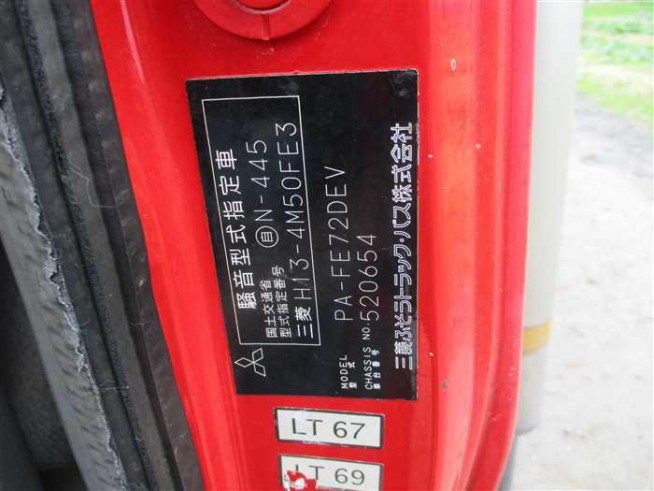 騒音型式指定車
国土交通省
型式指定番号 自 N-445
三菱 H13-4M50FE3
MODEL
型式 PA-FE72DEV
CHASSIS NO.
車台番号 520654
三菱ふそうトラック・バス株式会社
LT 67
LT 69